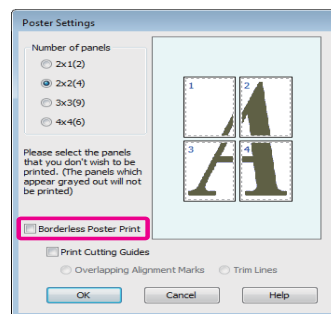 Poster Settings
Number of panels
2x1(2)
2x2(4)
3x3(9)
4x4(6)
1
2
3
4
Please select the panels
that you don't wish to be
printed. (The panels which
appear grayed out will not
be printed)
Borderless Poster Print
Print Cutting Guides
Overlapping Alignment Marks
Trim Lines
OK
Cancel
Help